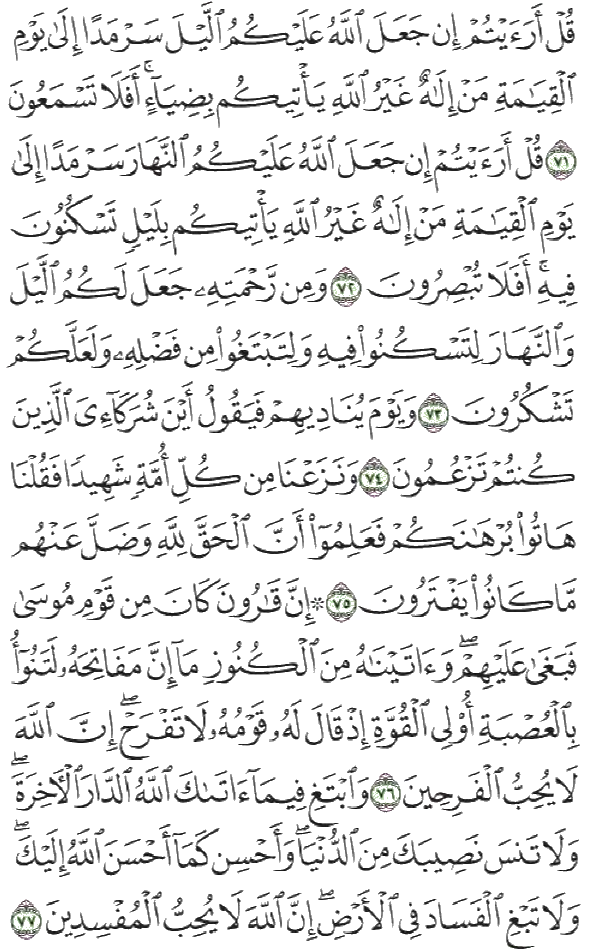 قُلْ أَرَءَيْتُمْ إِن جَعَلَ ٱللَّهُ عَلَيْكُمُ ٱلَّيْلَ سَرْمَدًا إِلَىٰ يَوْمِ
ٱلْقِيَٰمَةِ مَنْ إِلَٰهٌ غَيْرُ ٱللَّهِ يَأْتِيكُم بِضِيَآءٍ ۚ أَفَلَا تَسْمَعُونَ
٧١ قُلْ أَرَءَيْتُمْ إِن جَعَلَ ٱللَّهُ عَلَيْكُمُ ٱلنَّهَارَ سَرْمَدًا إِلَىٰ
يَوْمِ ٱلْقِيَٰمَةِ مَنْ إِلَٰهٌ غَيْرُ ٱللَّهِ يَأْتِيكُم بِلَيْلٍ تَسْكُنُونَ
فِيهِ ۚ أَفَلَا تُبْصِرُونَ ٧٢ وَمِن رَّحْمَتِهِۦ جَعَلَ لَكُمُ ٱلَّيْلَ
وَٱلنَّهَارَ لِتَسْكُنُوا۟ فِيهِ وَلِتَبْتَغُوا۟ مِن فَضْلِهِۦ وَلَعَلَّكُمْ
تَشْكُرُونَ ٧٣ وَيَوْمَ يُنَادِيهِمْ فَيَقُولُ أَيْنَ شُرَكَآءِىَ ٱلَّذِينَ
كُنتُمْ تَزْعُمُونَ ٧٤ وَنَزَعْنَا مِن كُلِّ أُمَّةٍ شَهِيدًا فَقُلْنَا
هَاتُوا۟ بُرْهَٰنَكُمْ فَعَلِمُوٓا۟ أَنَّ ٱلْحَقَّ لِلَّهِ وَضَلَّ عَنْهُم
مَّا كَانُوا۟ يَفْتَرُونَ ٧٥ ۞ إِنَّ قَٰرُونَ كَانَ مِن قَوْمِ مُوسَىٰ
فَبَغَىٰ عَلَيْهِمْ ۖ وَءَاتَيْنَٰهُ مِنَ ٱلْكُنُوزِ مَآ إِنَّ مَفَاتِحَهُۥ لَتَنُوٓأُ
بِٱلْعُصْبَةِ أُو۟لِى ٱلْقُوَّةِ إِذْ قَالَ لَهُۥ قَوْمُهُۥ لَا تَفْرَحْ ۖ إِنَّ ٱللَّهَ
لَا يُحِبُّ ٱلْفَرِحِينَ ٧٦ وَٱبْتَغِ فِيمَآ ءَاتَىٰكَ ٱللَّهُ ٱلدَّارَ ٱلْءَاخِرَةَ ۖ
وَلَا تَنسَ نَصِيبَكَ مِنَ ٱلدُّنْيَا ۖ وَأَحْسِن كَمَآ أَحْسَنَ ٱللَّهُ إِلَيْكَ ۖ
وَلَا تَبْغِ ٱلْفَسَادَ فِى ٱلْأَرْضِ ۖ إِنَّ ٱللَّهَ لَا يُحِبُّ ٱلْمُفْسِدِينَ ٧٧